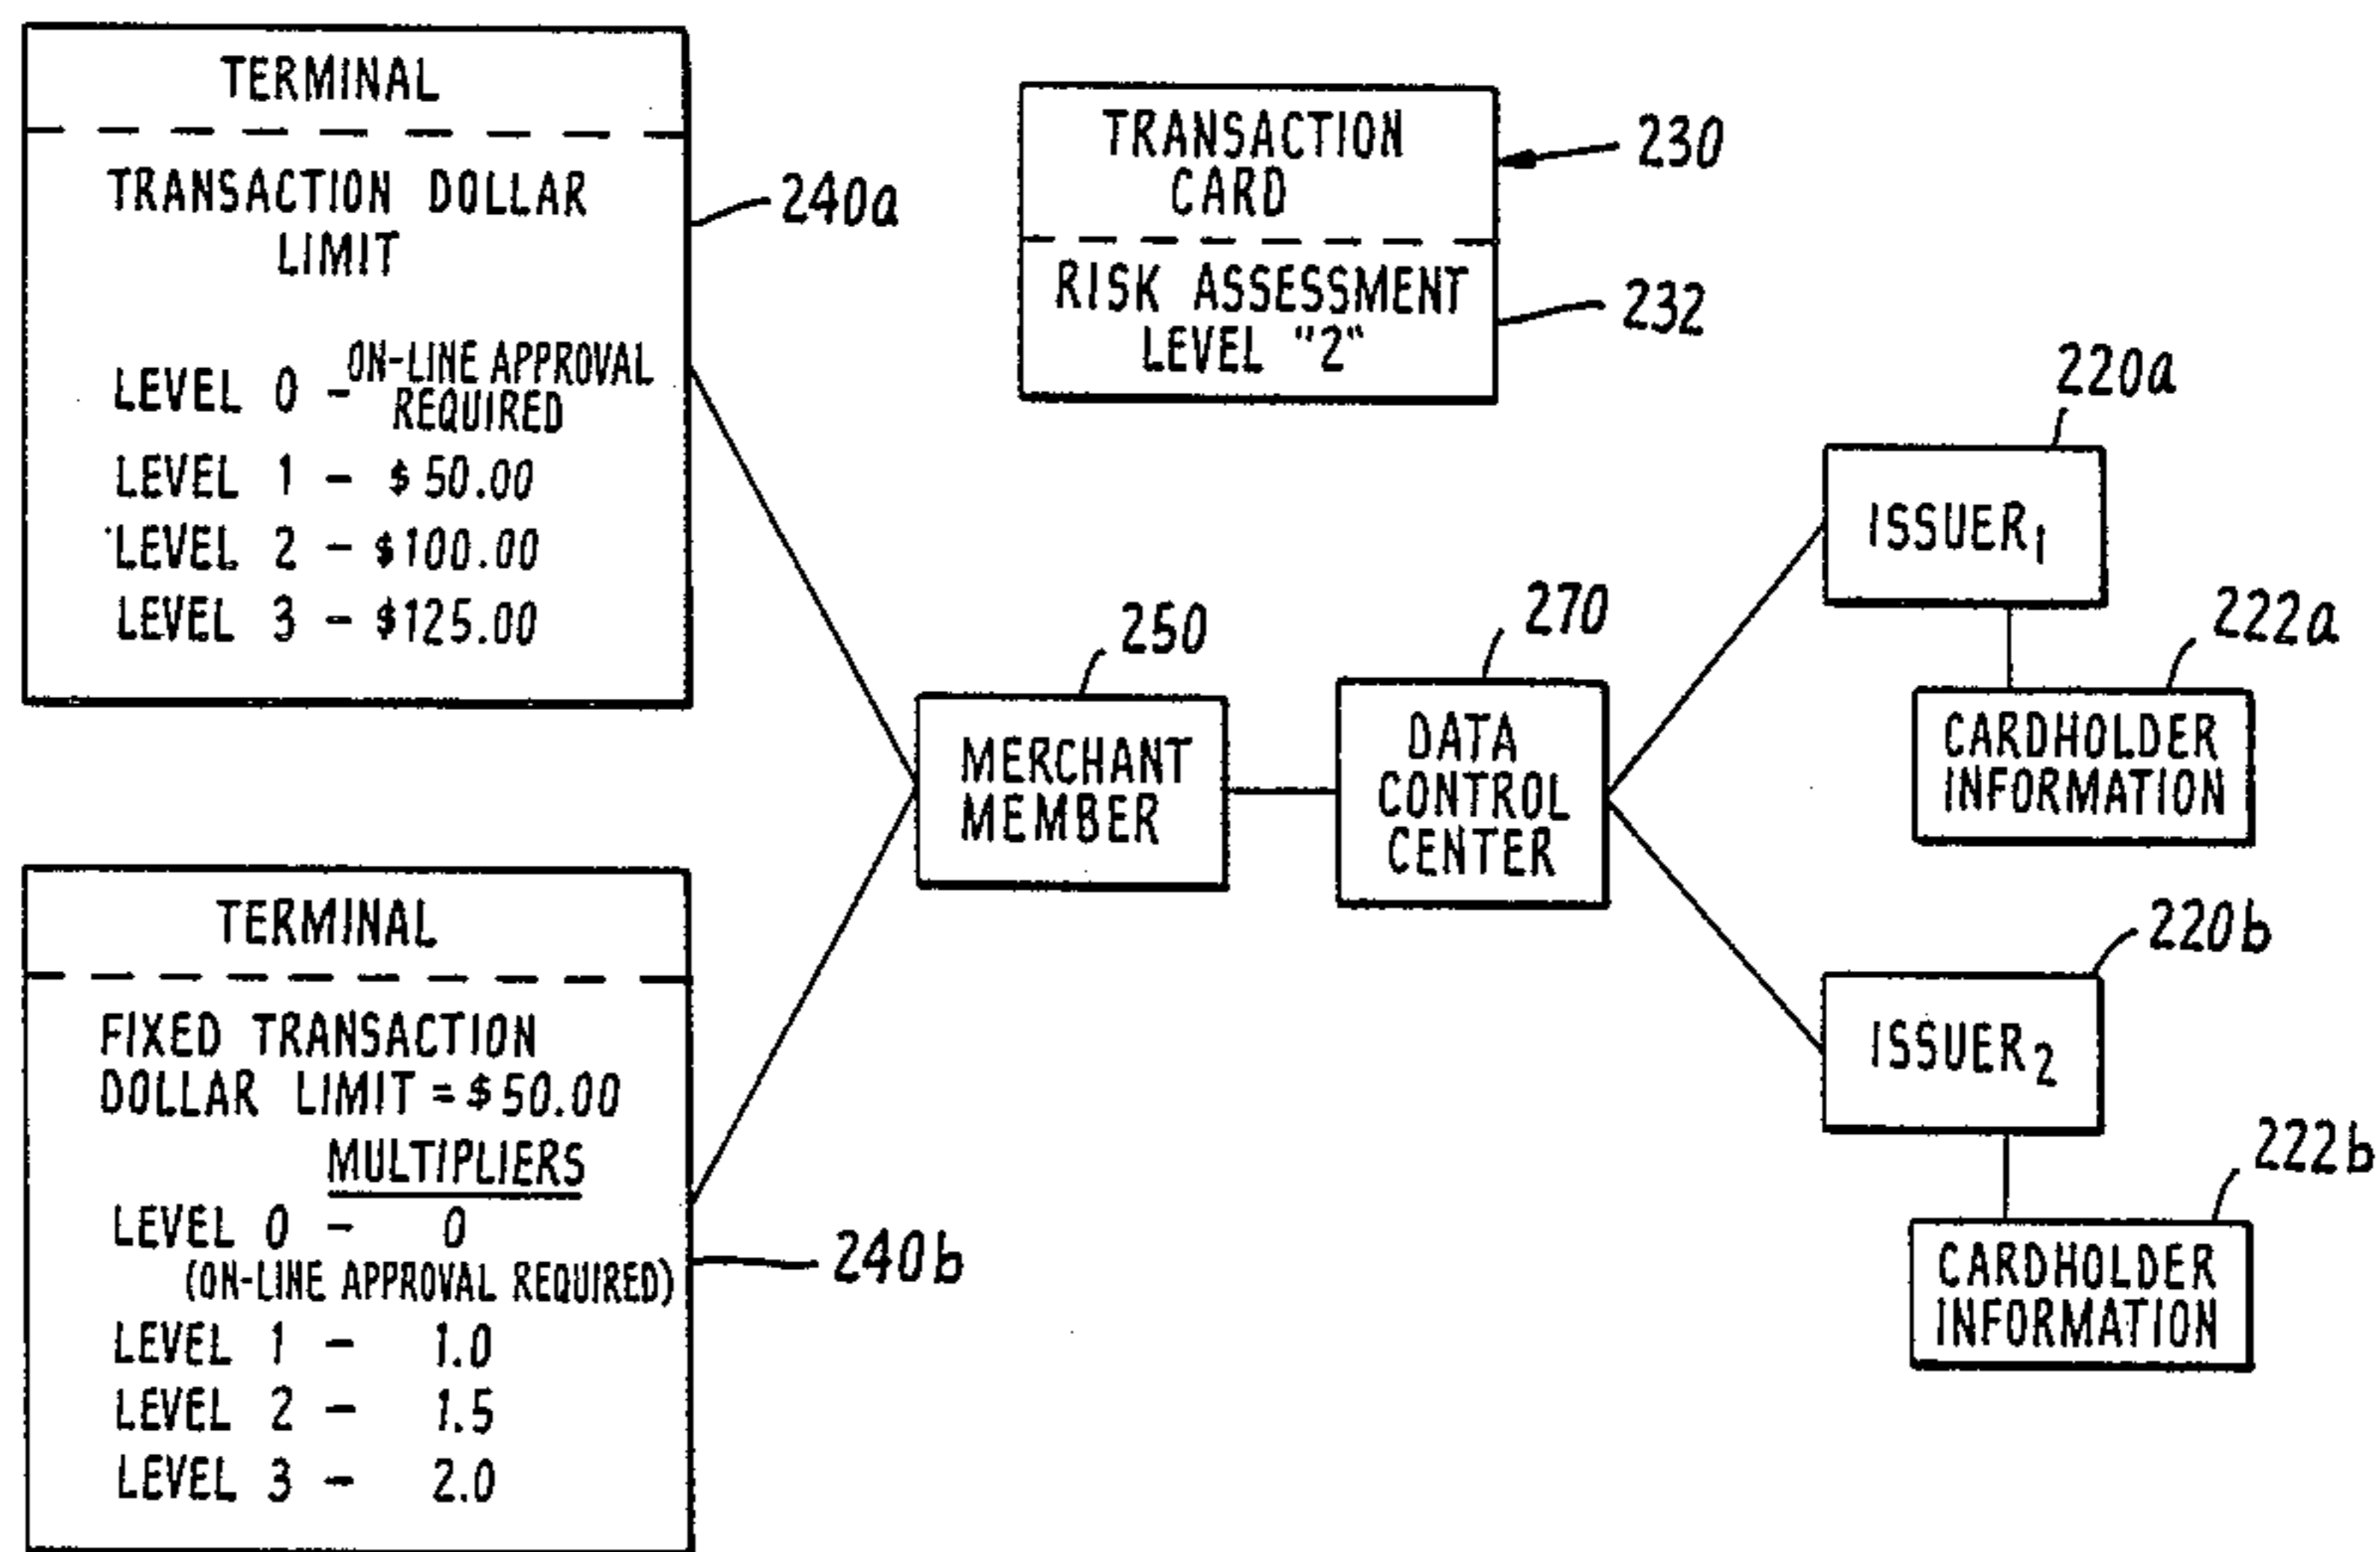 TERMINAL
TRANSACTION DOLLAR
LIMIT
LEVEL 0 - ON-LINE APPROVAL
REQUIRED
LEVEL 1 - $ 50.00
LEVEL 2 - $100.00
LEVEL 3 - $125.00
240a
TRANSACTION
CARD
230
RISK ASSESSMENT
LEVEL "2"
232
220a
ISSUER1
222a
CARDHOLDER
INFORMATION
250
MERCHANT
MEMBER
270
DATA
CONTROL
CENTER
TERMINAL
FIXED TRANSACTION
DOLLAR LIMIT = $50.00
MULTIPLIERS
LEVEL 0 - 0
(ON-LINE APPROVAL REQUIRED)
LEVEL 1 - 1.0
LEVEL 2 - 1.5
LEVEL 3 - 2.0
240b
220b
ISSUER2
222b
CARDHOLDER
INFORMATION